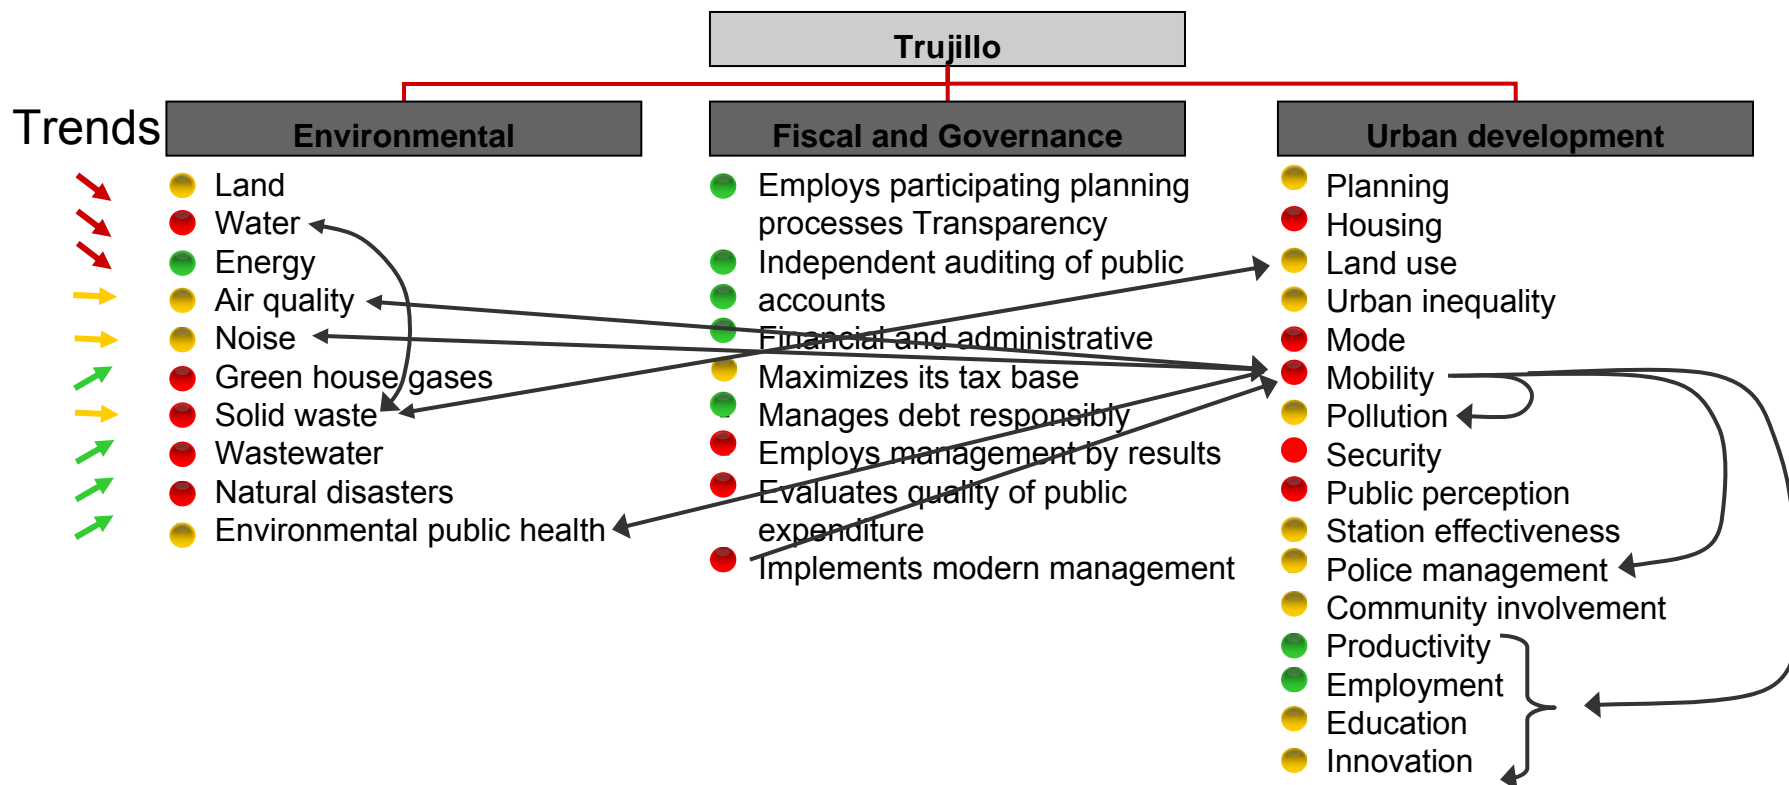 Trujillo
Trends
Environmental
Land
Water
Energy
Air quality
Noise
Green house gases
Solid waste
Wastewater
Natural disasters
Environmental public health
Fiscal and Governance
Employs participating planning
processes Transparency
Independent auditing of public
accounts
Financial and administrative
Maximizes its tax base
Manages debt responsibly
Employs management by results
Evaluates quality of public
expenditure
Implements modern management
Urban development
Planning
Housing
Land use
Urban inequality
Mode
Mobility
Pollution
Security
Public perception
Station effectiveness
Police management
Community involvement
Productivity
Employment
Education
Innovation